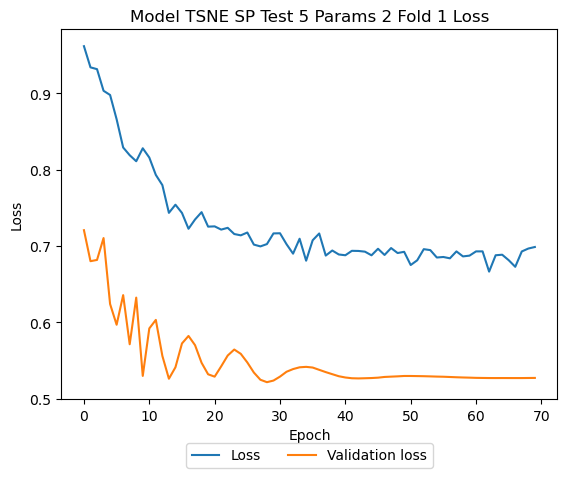 Model TSNE SP Test 5 Params 2 Fold 1 Loss
0.9
0.8
0.7
0.6
0.5
Loss
0 10 20 30 40 50 60 70
Epoch
Loss Validation loss